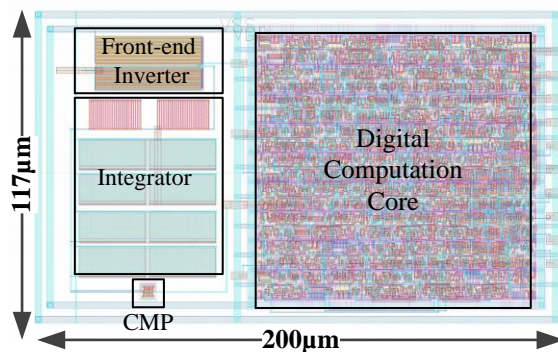 Front-end
Inverter
Integrator
CMP
Digital
Computation
Core
117μm
200μm